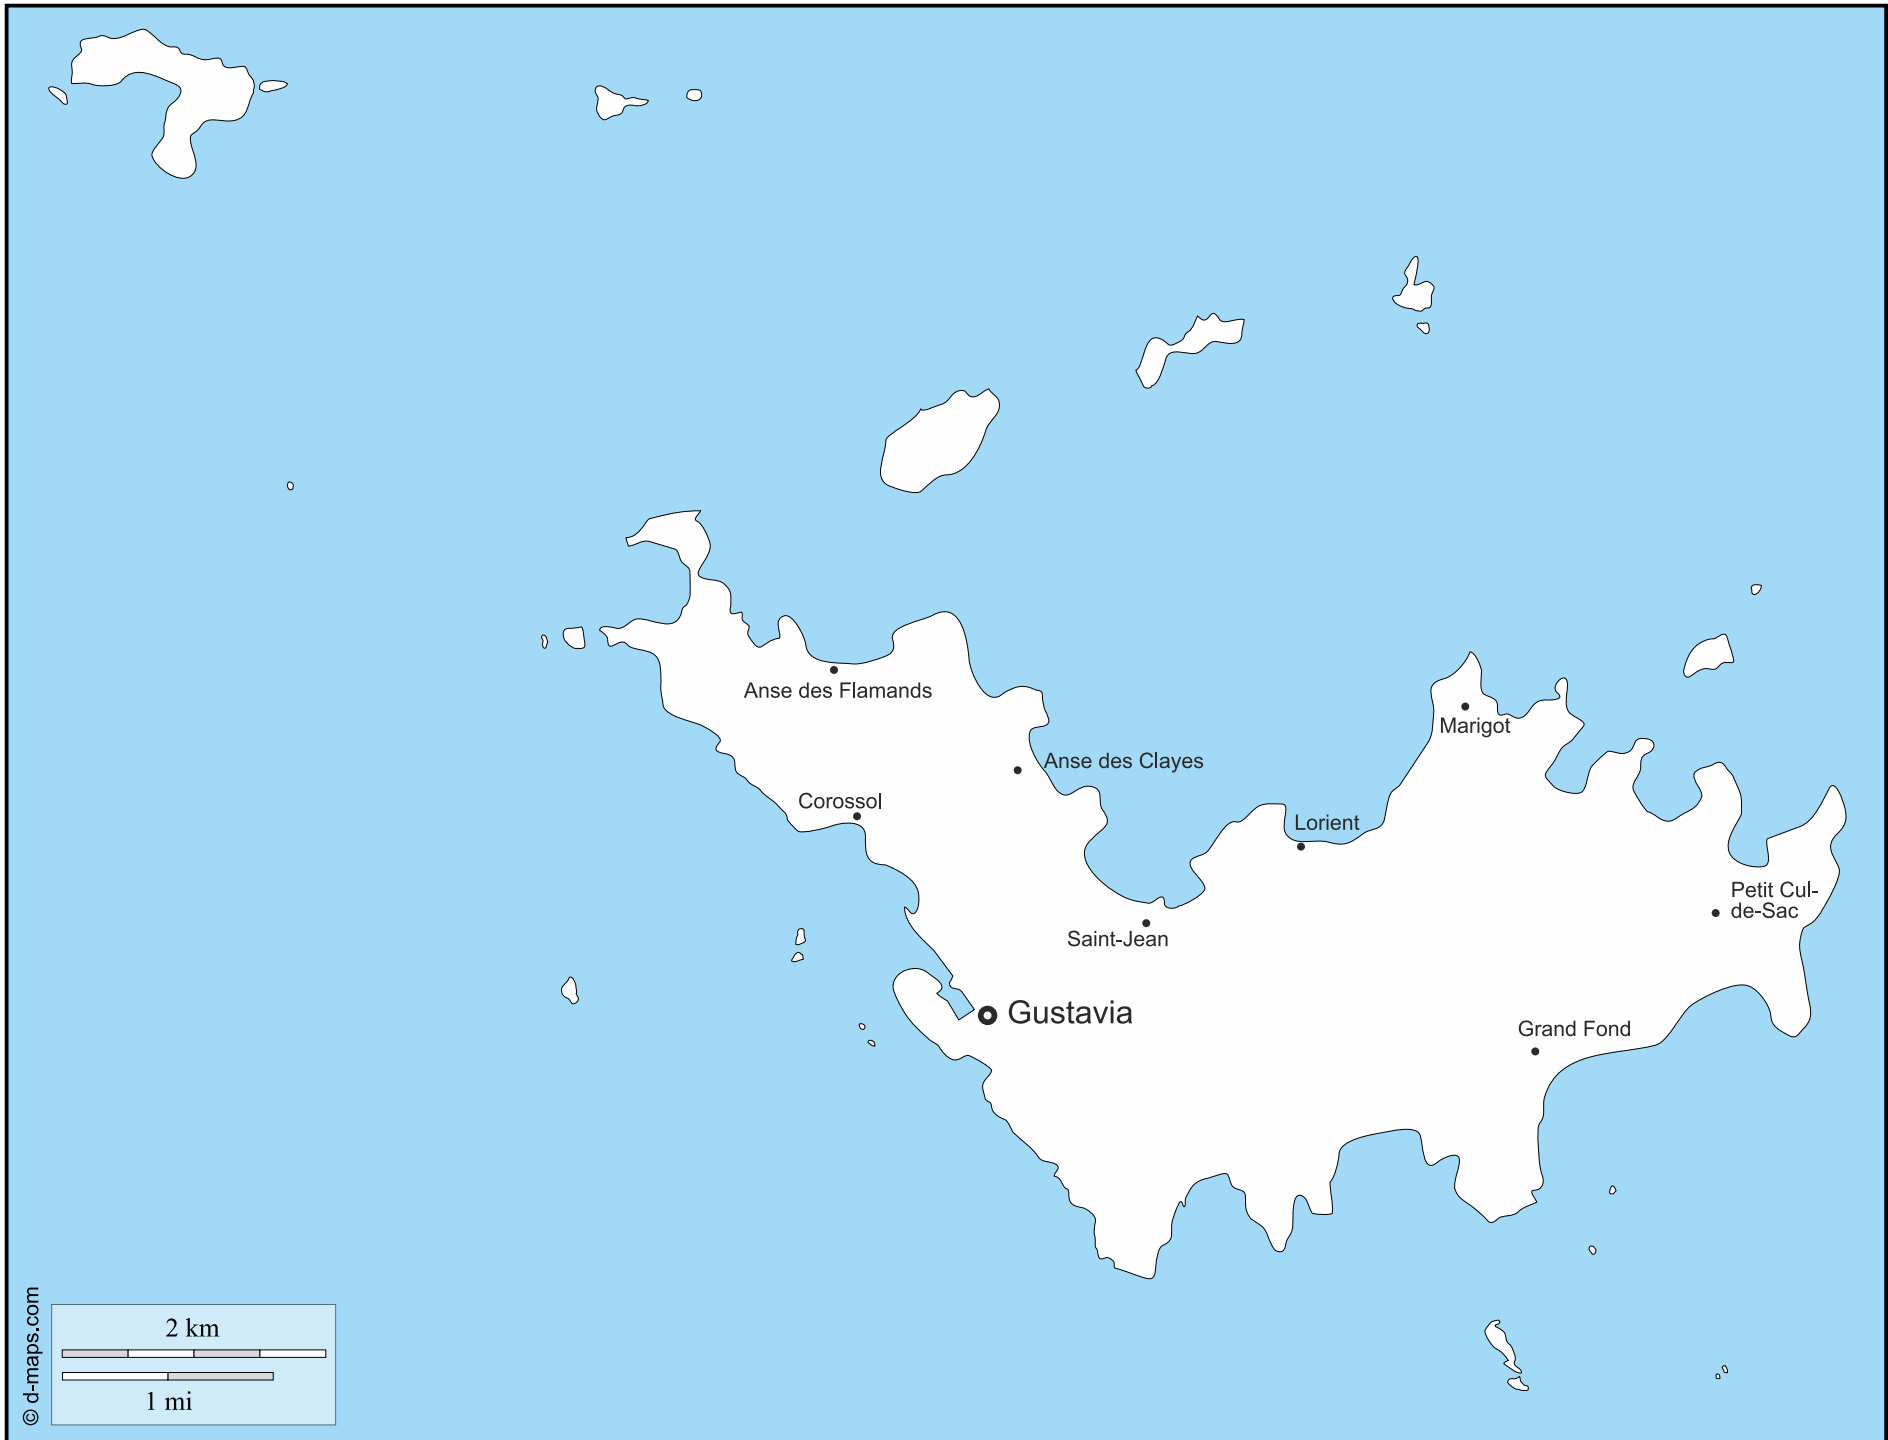 Anse des Flamands
Marigot
Anse des Clayes
Corossol
Lorient
Petit Cul-
de-Sac
Saint-Jean
Gustavia
Grand Fond
2 km
1 mi
© d-maps.com